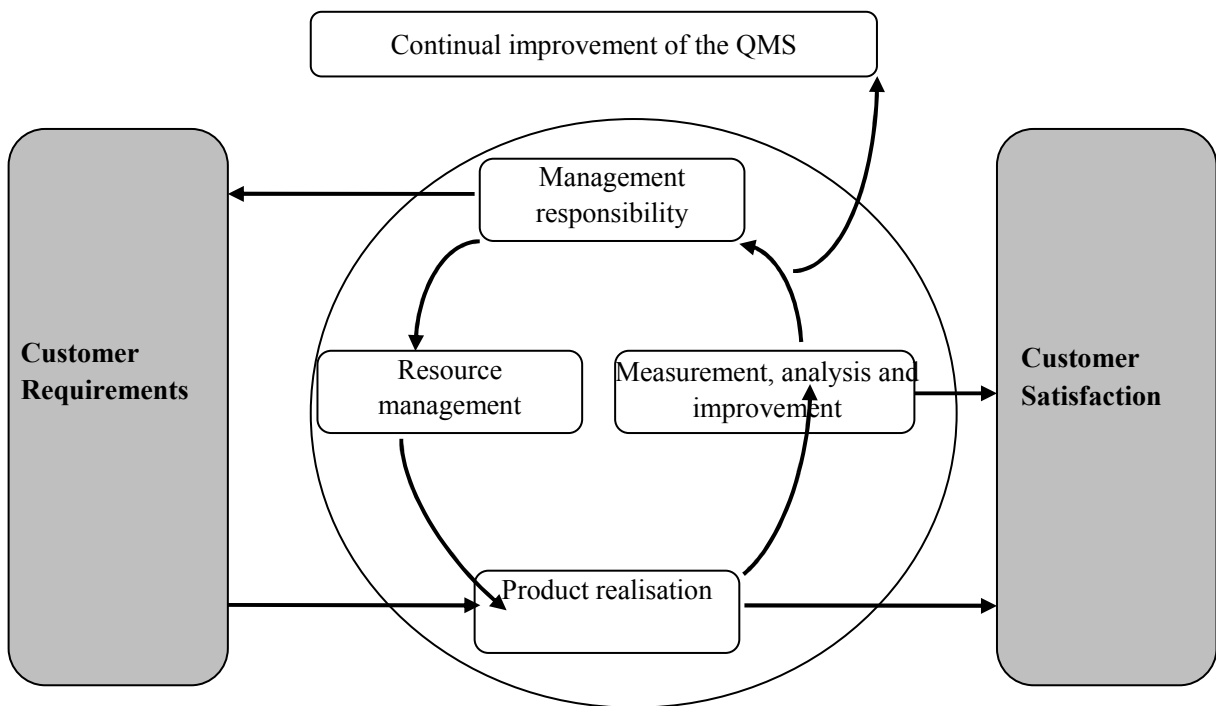 Continual improvement of the QMS
Management
responsibility
Customer
Requirements
Resource
management
Measurement, analysis and
improvement
Customer
Satisfaction
Product realisation